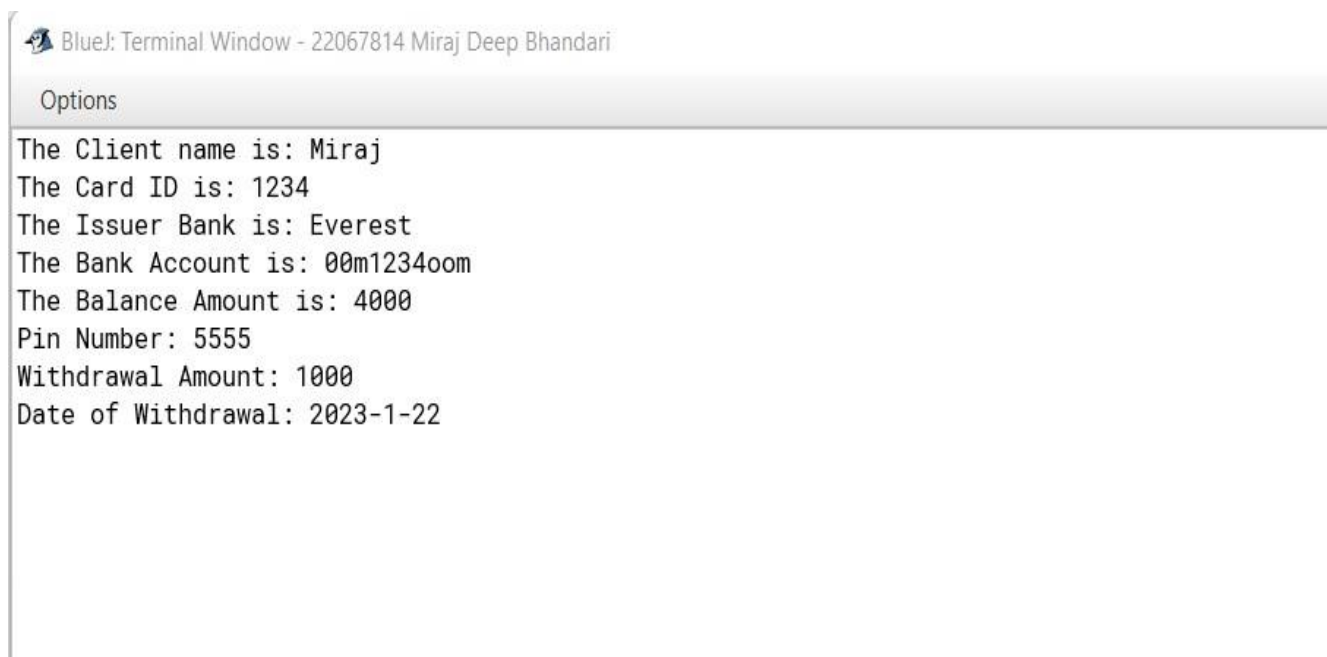 BlueJ: Terminal Window - 22067814 Miraj Deep Bhandari
Options
The Client name is: Miraj
The Card ID is: 1234
The Issuer Bank is: Everest
The Bank Account is: 00m1234oom
The Balance Amount is: 4000
Pin Number: 5555
Withdrawal Amount: 1000
Date of Withdrawal: 2023-1-22